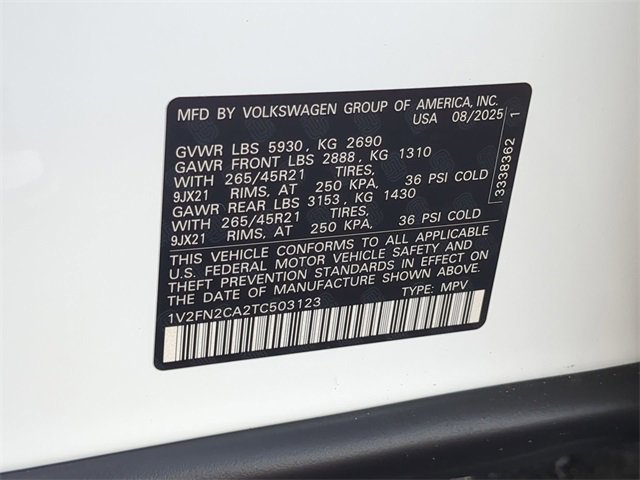 MFD BY VOLKSWAGEN GROUP OF AMERICA, INC.
USA 08/2025
GVWR LBS 5930, KG 2690
GAWR FRONT LBS 2888, KG 1310
WITH 265/45R21 TIRES,
9JX21 RIMS, AT 250 KPA, 36 PSI COLD
GAWR REAR LBS 3153, KG 1430
WITH 265/45R21 TIRES,
9JX21 RIMS, AT 250 KPA, 36 PSI COLD
THIS VEHICLE CONFORMS TO ALL APPLICABLE
U.S. FEDERAL MOTOR VEHICLE SAFETY AND
THEFT PREVENTION STANDARDS IN EFFECT ON
THE DATE OF MANUFACTURE SHOWN ABOVE.
1V2FN2CA2TC503123 TYPE: MPV
3338362 1